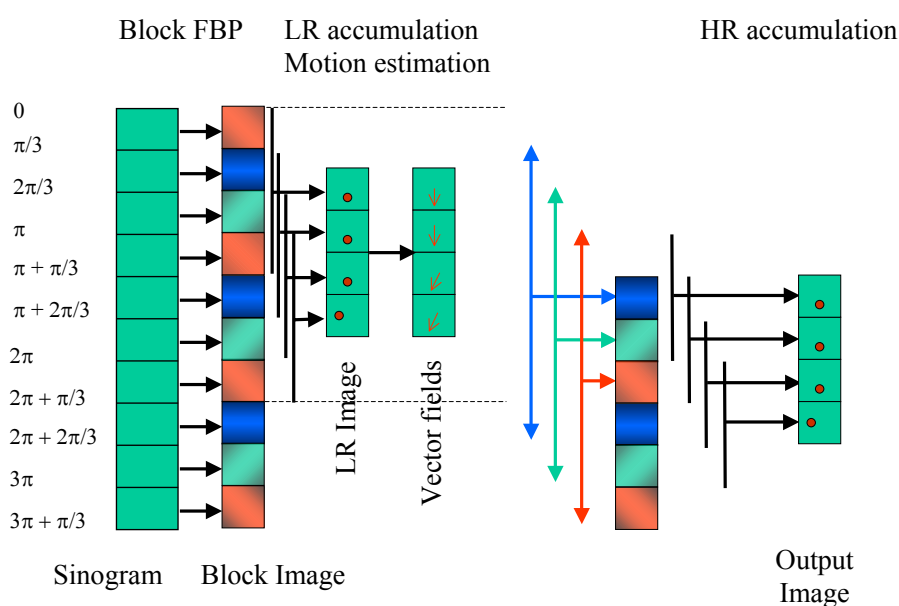 Block FBP
LR accumulation
Motion estimation
HR accumulation
0
π/3
2π/3
π
π + π/3
π + 2π/3
2π
2π + π/3
2π + 2π/3
3π
3π + π/3
LR Image
Vector fields
Sinogram
Block Image
Output
Image